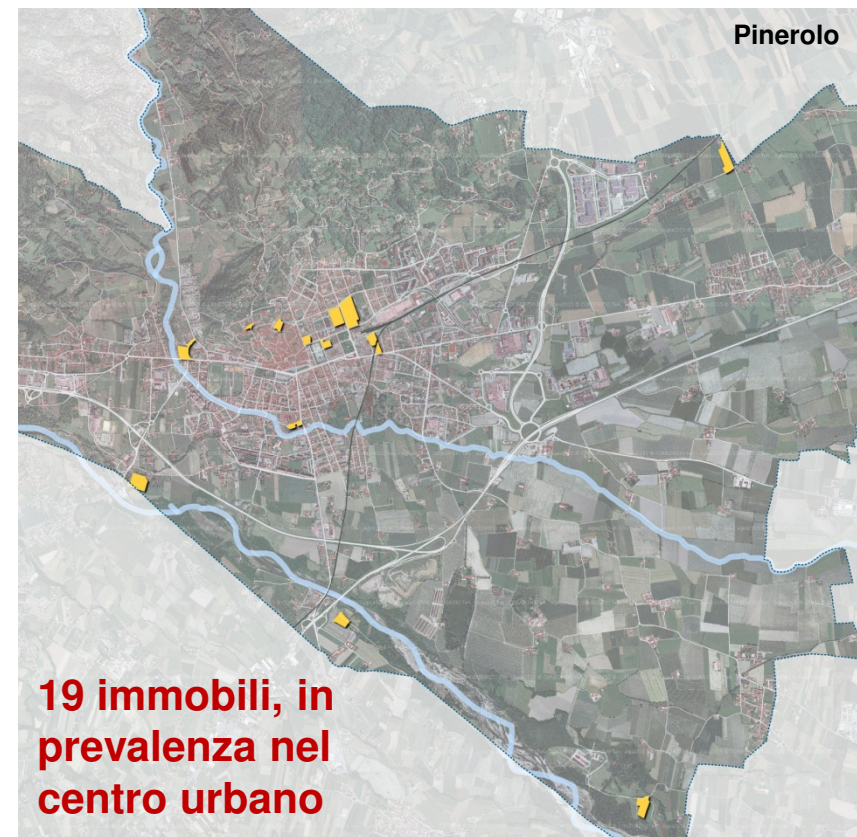 Pinerolo
19 immobili, in
prevalenza nel
centro urbano